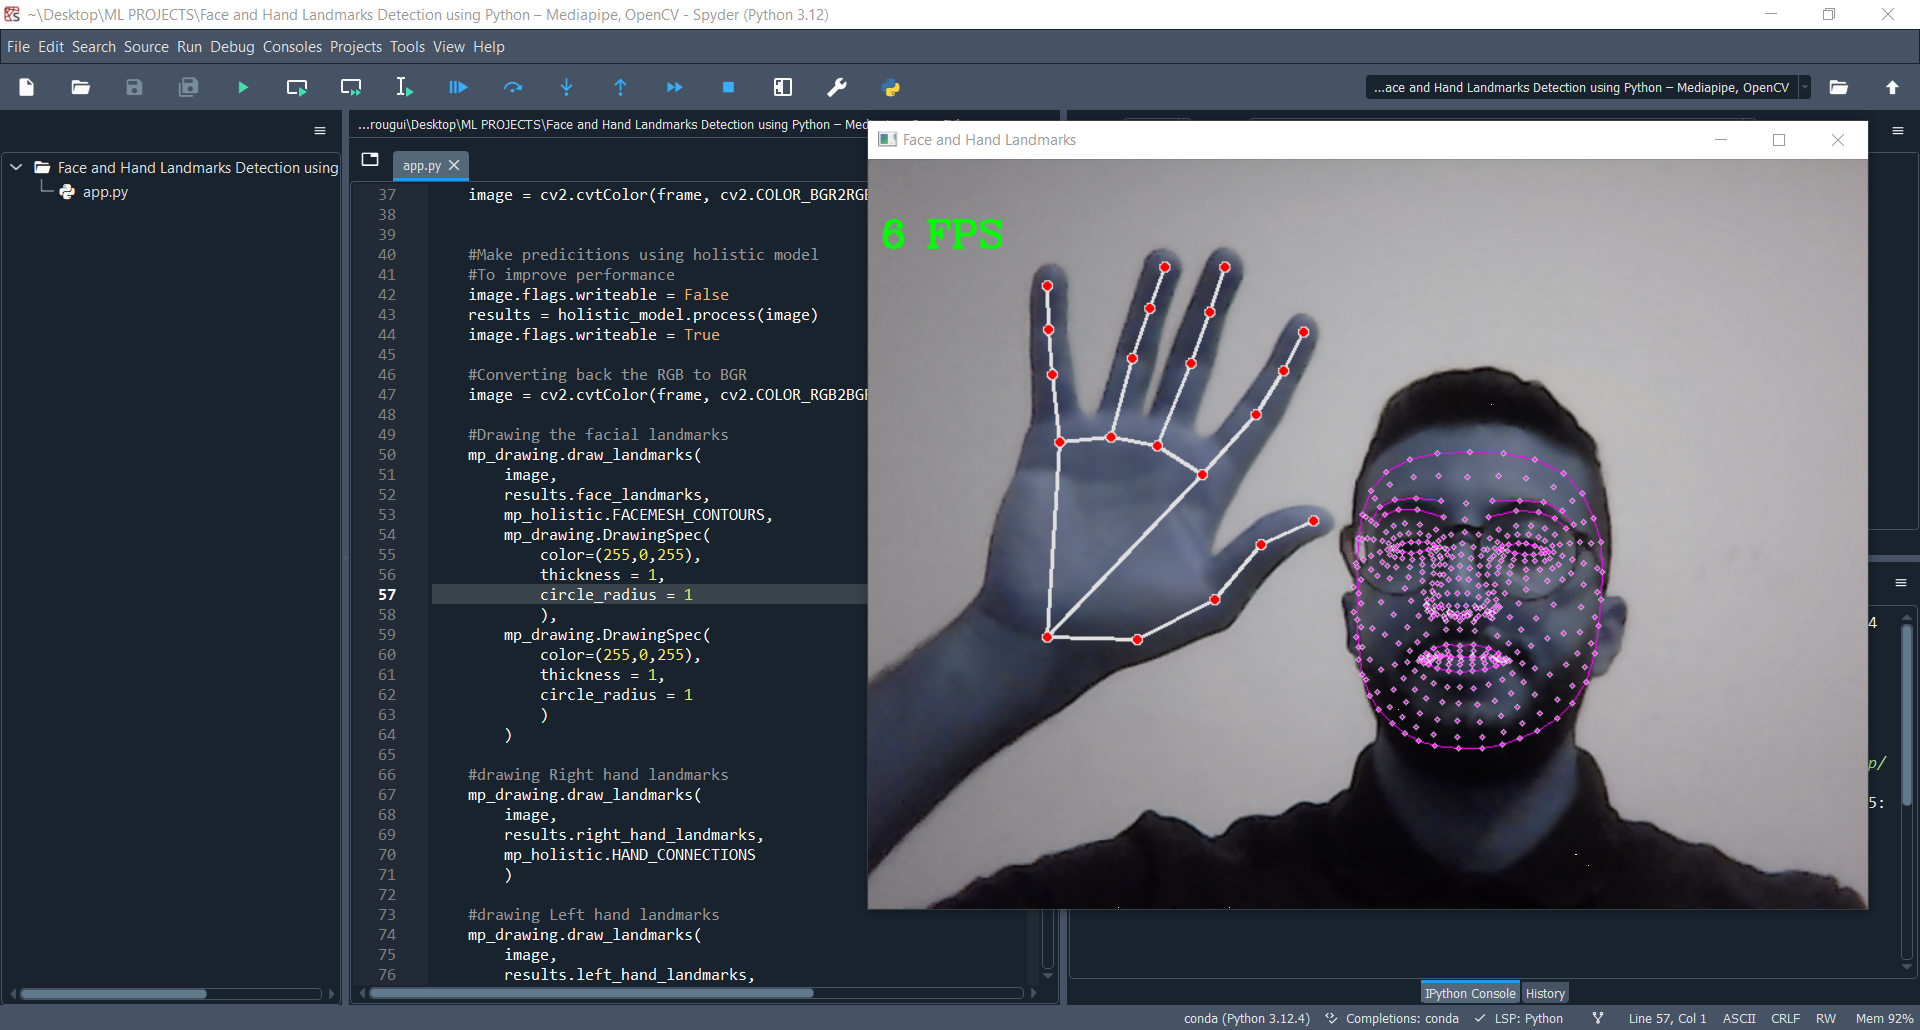 ~\Desktop\ML PROJECTS\Face and Hand Landmarks Detection using Python – Mediapipe, OpenCV - Spyder (Python 3.12)
File Edit Search Source Run Debug Consoles Projects Tools View Help
...ace and Hand Landmarks Detection using Python – Mediapipe, OpenCV
Face and Hand Landmarks Detection using
app.py
...rougui\Desktop\ML PROJECTS\Face and Hand Landmarks Detection using Python –
app.py
37 image = cv2.cvtColor(frame, cv2.COLOR_BGR2RGB
38
39
40 #Make predicitions using holistic model
41 #To improve performance
42 image.flags.writeable = False
43 results = holistic_model.process(image)
44 image.flags.writeable = True
45
46 #Converting back the RGB to BGR
47 image = cv2.cvtColor(frame, cv2.COLOR_RGB2BGR
48
49 #Drawing the facial landmarks
50 mp_drawing.draw_landmarks(
51 image,
52 results.face_landmarks,
53 mp_holistic.FACEMESH_CONTOURS,
54 mp_drawing.DrawingSpec(
55 color=(255,0,255),
56 thickness = 1,
57 circle_radius = 1
58 ),
59 mp_drawing.DrawingSpec(
60 color=(255,0,255),
61 thickness = 1,
62 circle_radius = 1
63 )
64 )
65
66 #drawing Right hand landmarks
67 mp_drawing.draw_landmarks(
68 image,
69 results.right_hand_landmarks,
70 mp_holistic.HAND_CONNECTIONS
71 )
72
73 #drawing Left hand landmarks
74 mp_drawing.draw_landmarks(
75 image,
76 results.left_hand_landmarks,
Face and Hand Landmarks
6 FPS
4
p/
5:
IPython Console History
conda (Python 3.12.4) Completions: conda LSP: Python Line 57, Col 1 ASCII CRLF RW Mem 92%